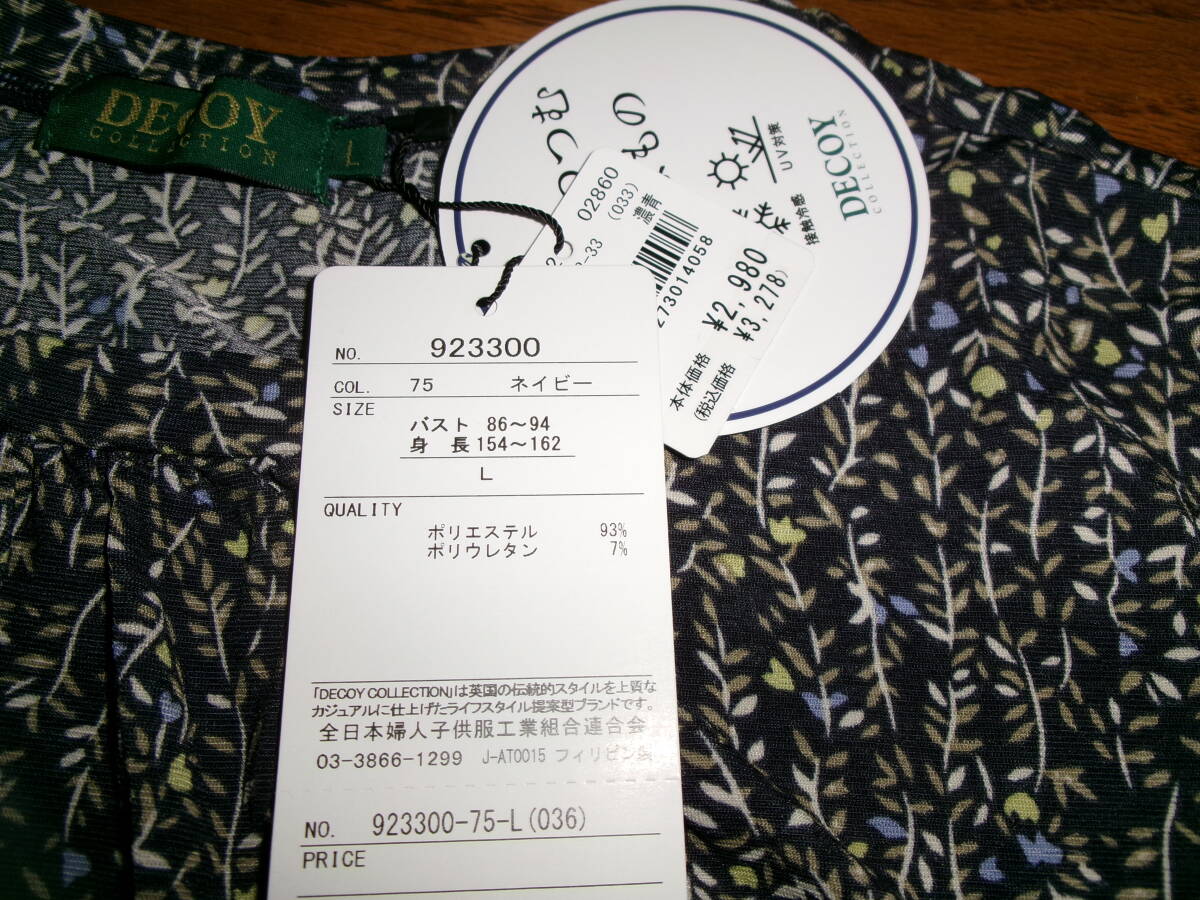 DECOY
COLLECTION
L
DECOY
COLLECTION
UV対策
接触冷感
02860
(033)
濃青
273014058
本体価格 ¥2,980
(税込価格 ¥3,278)
NO. 923300
COL. 75 ネイビー
SIZE
バスト 86～94
身 長 154～162
L
QUALITY
ポリエステル 93%
ポリウレタン 7%
「DECOY COLLECTION」は英国の伝統的スタイルを上質な
カジュアルに仕上げたライフスタイル提案型ブランドです。
全日本婦人子供服工業組合連合会
03-3866-1299 J-AT0015 フィリピン製
NO. 923300-75-L(036)
PRICE